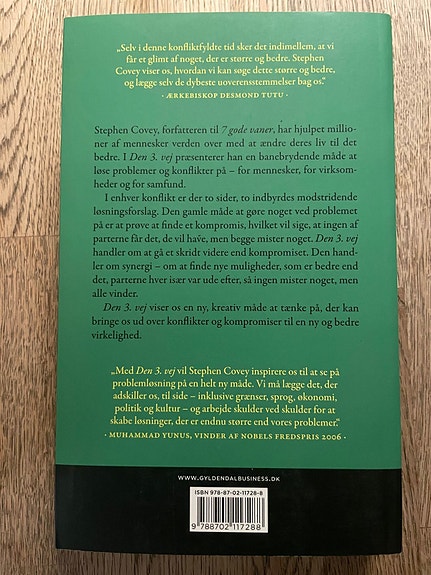 „Selv i denne konfliktfyldte tid sker det indimellem, at vi
får et glimt af noget, der er større og bedre. Stephen
Covey viser os, hvordan vi kan søge dette større og bedre,
og lægge selv de dybeste uoverensstemmelser bag os.“
· ÆRKEBISKOP DESMOND TUTU ·
Stephen Covey, forfatteren til 7 gode vaner, har hjulpet millio-
ner af mennesker verden over med at ændre deres liv til det
bedre. I Den 3. vej præsenterer han en banebrydende måde at
løse problemer og konflikter på – for mennesker, for virksom-
heder og for samfund.
I enhver konflikt er der to sider, to indbyrdes modstridende
løsningsforslag. Den gamle måde at gøre noget ved problemet
på er at prøve at finde et kompromis, hvilket vil sige, at ingen af
parterne får det, de vil have, men begge mister noget. Den 3. vej
handler om at gå et skridt videre end kompromiset. Den hand-
ler om synergi – om at finde nye muligheder, som er bedre end
det, parterne hver især var ude efter, så ingen mister noget, men
alle vinder.
Den 3. vej viser os en ny, kreativ måde at tænke på, der kan
bringe os ud over konflikter og kompromiser til en ny og bedre
virkelighed.
„Med Den 3. vej vil Stephen Covey inspirere os til at se på
problemløsning på en helt ny måde. Vi må lægge det, der
adskiller os, til side – inklusive grænser, sprog, økonomi,
politik og kultur – og arbejde skulder ved skulder for at
skabe løsninger, der er endnu større end vores problemer.“
· MUHAMMAD YUNUS, VINDER AF NOBELS FREDSPRIS 2006 ·
WWW.GYLDENDALBUSINESS.DK
ISBN 978-87-02-11728-8
9 788702 117288